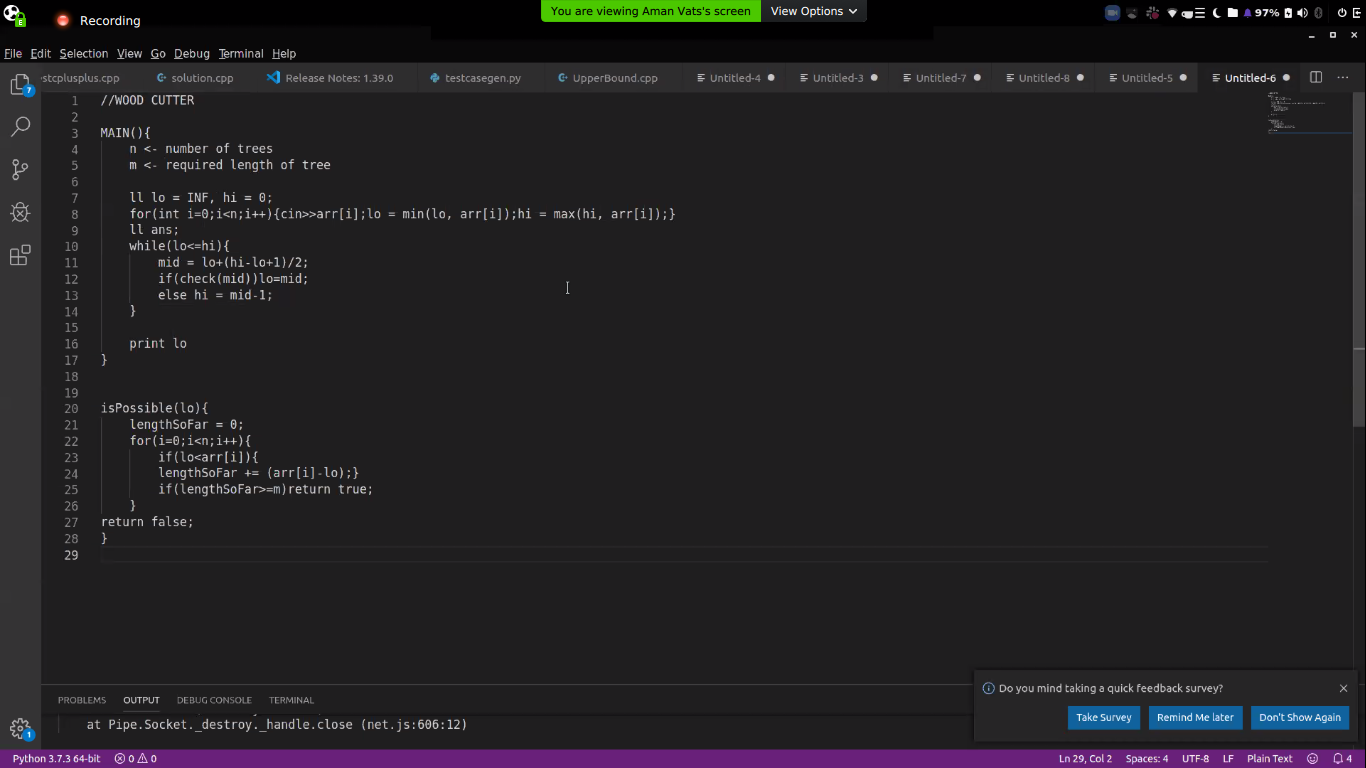 Recording
You are viewing Aman Vats's screen View Options
97%
File Edit Selection View Go Debug Terminal Help
stcplusplus.cpp solution.cpp Release Notes: 1.39.0 testcasegen.py UpperBound.cpp Untitled-4 Untitled-3 Untitled-7 Untitled-8 Untitled-5 Untitled-6
1 //WOOD CUTTER
2
3 MAIN(){
4 n <- number of trees
5 m <- required length of tree
6
7 ll lo = INF, hi = 0;
8 for(int i=0;i<n;i++){cin>>arr[i];lo = min(lo, arr[i]);hi = max(hi, arr[i]);}
9 ll ans;
10 while(lo<=hi){
11 mid = lo+(hi-lo+1)/2;
12 if(check(mid))lo=mid;
13 else hi = mid-1;
14 }
15
16 print lo
17 }
18
19
20 isPossible(lo){
21 lengthSoFar = 0;
22 for(i=0;i<n;i++){
23 if(lo<arr[i]){
24 lengthSoFar += (arr[i]-lo);}
25 if(lengthSoFar>=m)return true;
26 }
27 return false;
28 }
29
7
1
PROBLEMS OUTPUT DEBUG CONSOLE TERMINAL
at Pipe.Socket._destroy._handle.close (net.js:606:12)
Do you mind taking a quick feedback survey?
Take Survey Remind Me later Don't Show Again
Python 3.7.3 64-bit 0 0 Ln 29, Col 2 Spaces: 4 UTF-8 LF Plain Text 4